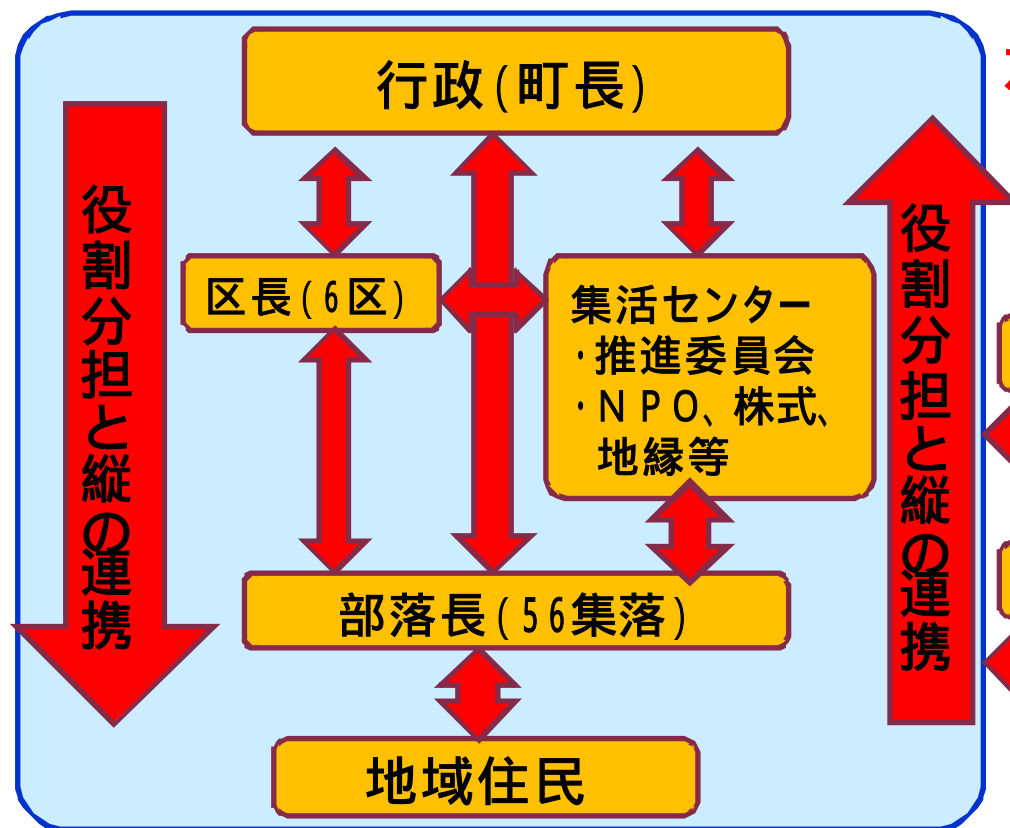 行政(町長)
役割分担と縦の連携
区長(6区)
集活センター
・推進委員会
・NPO、株式、
地縁等
役割分担と縦の連携
部落長(56集落)
地域住民